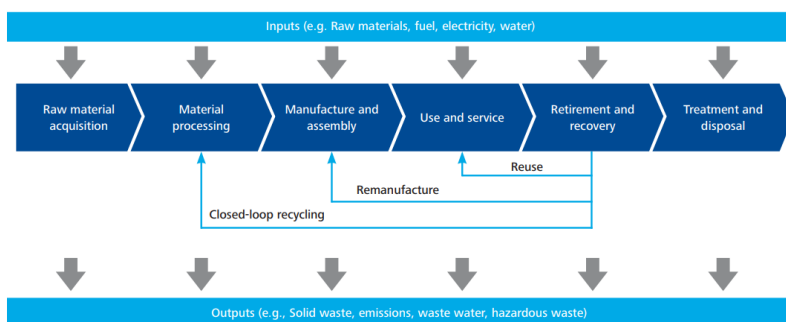 Inputs (e.g. Raw materials, fuel, electricity, water)
Raw material
acquisition
Material
processing
Manufacture and
assembly
Use and service
Retirement and
recovery
Treatment and
disposal
Reuse
Remanufacture
Closed-loop recycling
Outputs (e.g., Solid waste, emissions, waste water, hazardous waste)